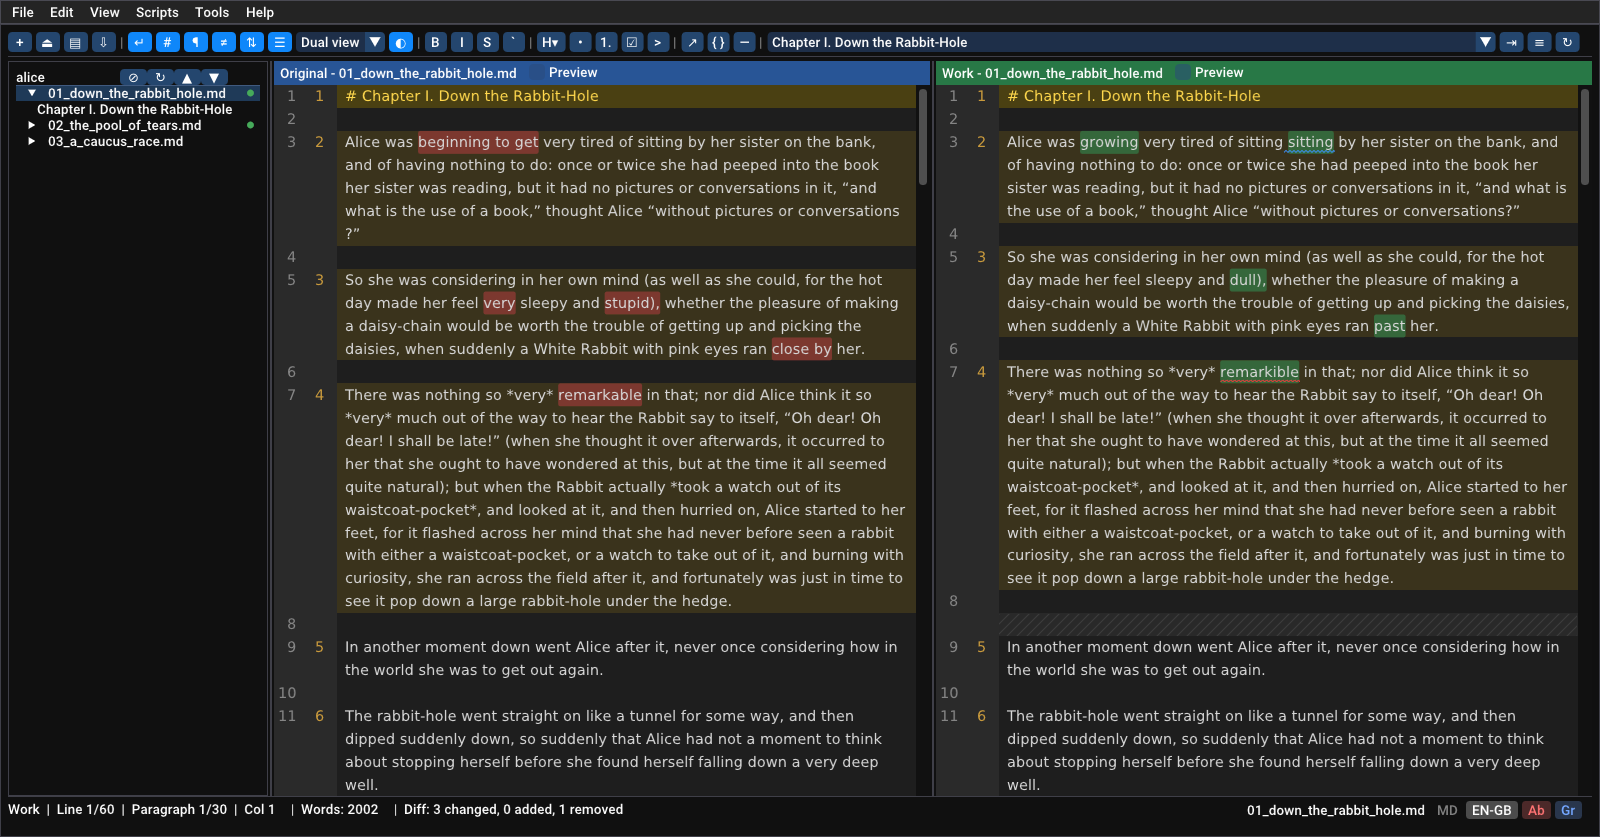 File Edit View Scripts Tools Help
+ ⏏ ▤ ⇩ | ↵ # ¶ ≠ ⇅ ☰ Dual view ▼ ◐ | B I S ` | H▾ • 1. ☑ > | ↗ { } — | Chapter I. Down the Rabbit-Hole ▼ ⇥ ≡ ↻
alice ⊘ ↻ ▲ ▼
▼ 01_down_the_rabbit_hole.md
Chapter I. Down the Rabbit-Hole
▶ 02_the_pool_of_tears.md
▶ 03_a_caucus_race.md
Original - 01_down_the_rabbit_hole.md Preview
1 1 # Chapter I. Down the Rabbit-Hole
2
3 2 Alice was beginning to get very tired of sitting by her sister on the bank,
and of having nothing to do: once or twice she had peeped into the book
her sister was reading, but it had no pictures or conversations in it, “and
what is the use of a book,” thought Alice “without pictures or conversations
?”
4
5 3 So she was considering in her own mind (as well as she could, for the hot
day made her feel very sleepy and stupid), whether the pleasure of making
a daisy-chain would be worth the trouble of getting up and picking the
daisies, when suddenly a White Rabbit with pink eyes ran close by her.
6
7 4 There was nothing so *very* remarkable in that; nor did Alice think it so
*very* much out of the way to hear the Rabbit say to itself, “Oh dear! Oh
dear! I shall be late!” (when she thought it over afterwards, it occurred to
her that she ought to have wondered at this, but at the time it all seemed
quite natural); but when the Rabbit actually *took a watch out of its
waistcoat-pocket*, and looked at it, and then hurried on, Alice started to her
feet, for it flashed across her mind that she had never before seen a rabbit
with either a waistcoat-pocket, or a watch to take out of it, and burning with
curiosity, she ran across the field after it, and fortunately was just in time to
see it pop down a large rabbit-hole under the hedge.
8
9 5 In another moment down went Alice after it, never once considering how in
the world she was to get out again.
10
11 6 The rabbit-hole went straight on like a tunnel for some way, and then
dipped suddenly down, so suddenly that Alice had not a moment to think
about stopping herself before she found herself falling down a very deep
well.
Work - 01_down_the_rabbit_hole.md Preview
1 1 # Chapter I. Down the Rabbit-Hole
2
3 2 Alice was growing very tired of sitting sitting by her sister on the bank, and
of having nothing to do: once or twice she had peeped into the book her
sister was reading, but it had no pictures or conversations in it, “and what is
the use of a book,” thought Alice “without pictures or conversations?”
4
5 3 So she was considering in her own mind (as well as she could, for the hot
day made her feel sleepy and dull), whether the pleasure of making a
daisy-chain would be worth the trouble of getting up and picking the daisies,
when suddenly a White Rabbit with pink eyes ran past her.
6
7 4 There was nothing so *very* remarkible in that; nor did Alice think it so
*very* much out of the way to hear the Rabbit say to itself, “Oh dear! Oh
dear! I shall be late!” (when she thought it over afterwards, it occurred to
her that she ought to have wondered at this, but at the time it all seemed
quite natural); but when the Rabbit actually *took a watch out of its
waistcoat-pocket*, and looked at it, and then hurried on, Alice started to her
feet, for it flashed across her mind that she had never before seen a rabbit
with either a waistcoat-pocket, or a watch to take out of it, and burning with
curiosity, she ran across the field after it, and fortunately was just in time to
see it pop down a large rabbit-hole under the hedge.
8
9 5 In another moment down went Alice after it, never once considering how in
the world she was to get out again.
10
11 6 The rabbit-hole went straight on like a tunnel for some way, and then
dipped suddenly down, so suddenly that Alice had not a moment to think
about stopping herself before she found herself falling down a very deep
well.
Work | Line 1/60 | Paragraph 1/30 | Col 1 | Words: 2002 | Diff: 3 changed, 0 added, 1 removed 01_down_the_rabbit_hole.md MD EN-GB Ab Gr